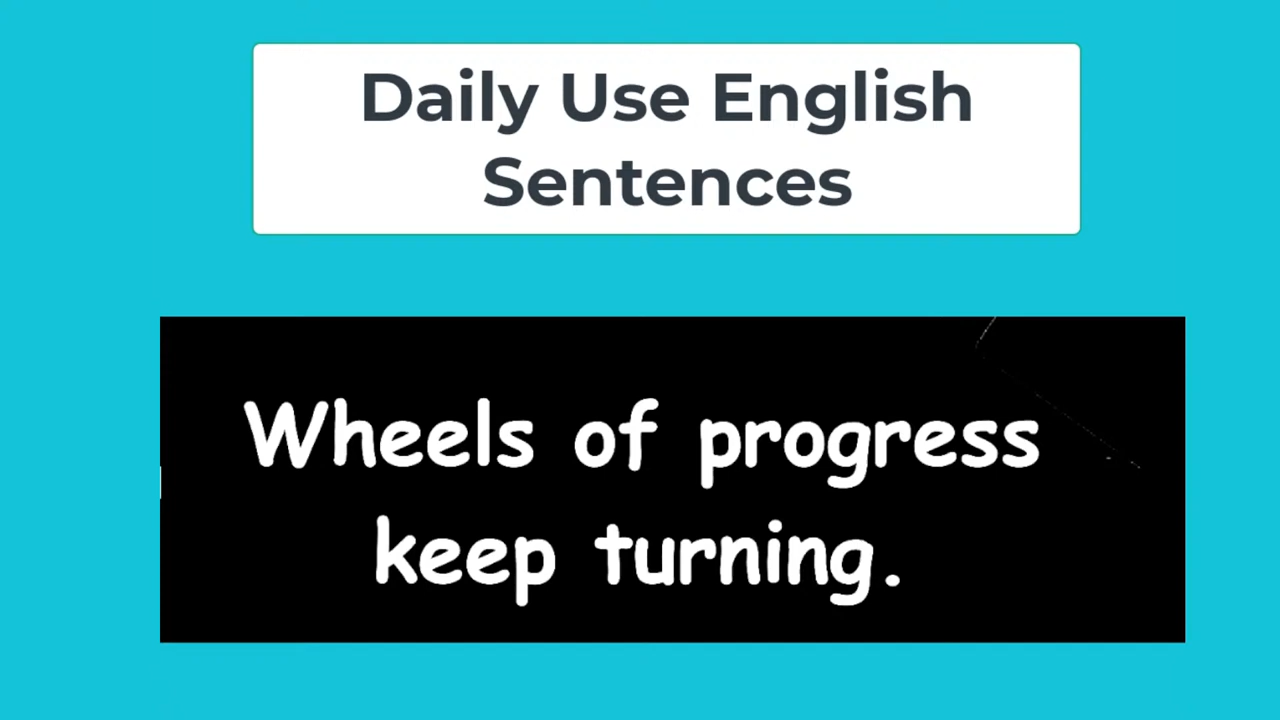 Daily Use English
Sentences
Wheels of progress
keep turning.